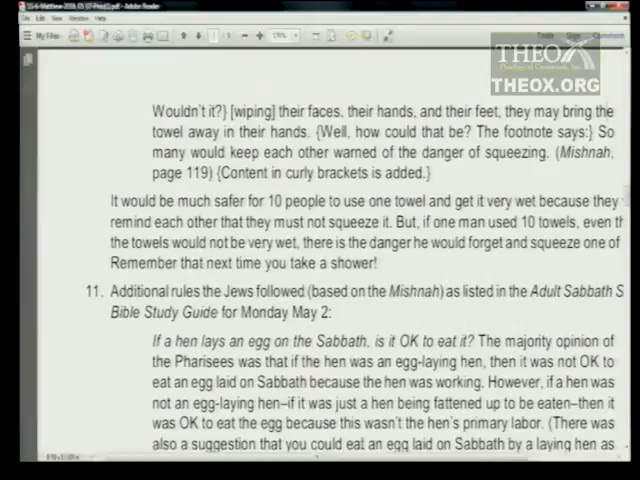 File Edit View Window Help
My Files
THEOX
THEOX.ORG
Wouldn't it?} [wiping] their faces, their hands, and their feet, they may bring the
towel away in their hands. {Well, how could that be? The footnote says:} So
many would keep each other warned of the danger of squeezing. (Mishnah,
page 119) {Content in curly brackets is added.}
It would be much safer for 10 people to use one towel and get it very wet because they
remind each other that they must not squeeze it. But, if one man used 10 towels, even th
the towels would not be very wet, there is the danger he would forget and squeeze one of
Remember that next time you take a shower!
11. Additional rules the Jews followed (based on the Mishnah) as listed in the Adult Sabbath S
Bible Study Guide for Monday May 2:
If a hen lays an egg on the Sabbath, is it OK to eat it? The majority opinion of
the Pharisees was that if the hen was an egg-laying hen, then it was not OK to
eat an egg laid on Sabbath because the hen was working. However, if a hen was
not an egg-laying hen–if it was just a hen being fattened up to be eaten–then it
was OK to eat the egg because this wasn't the hen's primary labor. (There was
also a suggestion that you could eat an egg laid on Sabbath by a laying hen as